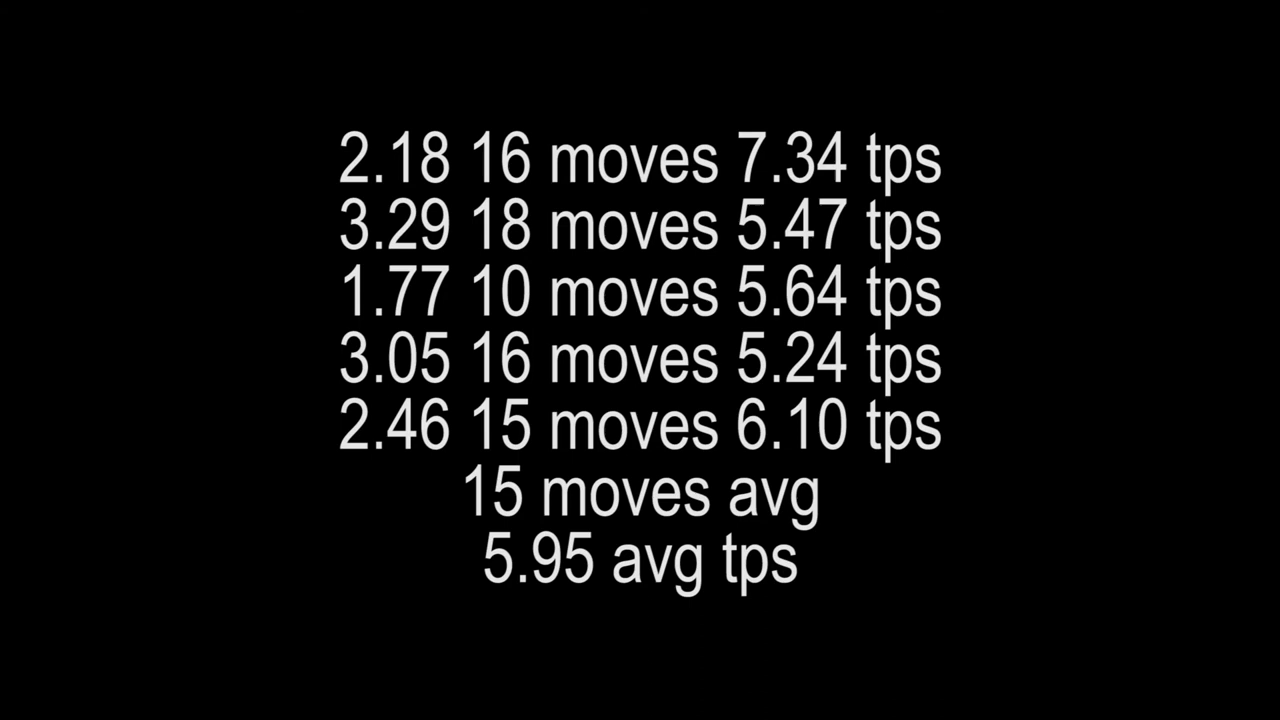 2.18 16 moves 7.34 tps
3.29 18 moves 5.47 tps
1.77 10 moves 5.64 tps
3.05 16 moves 5.24 tps
2.46 15 moves 6.10 tps
15 moves avg
5.95 avg tps